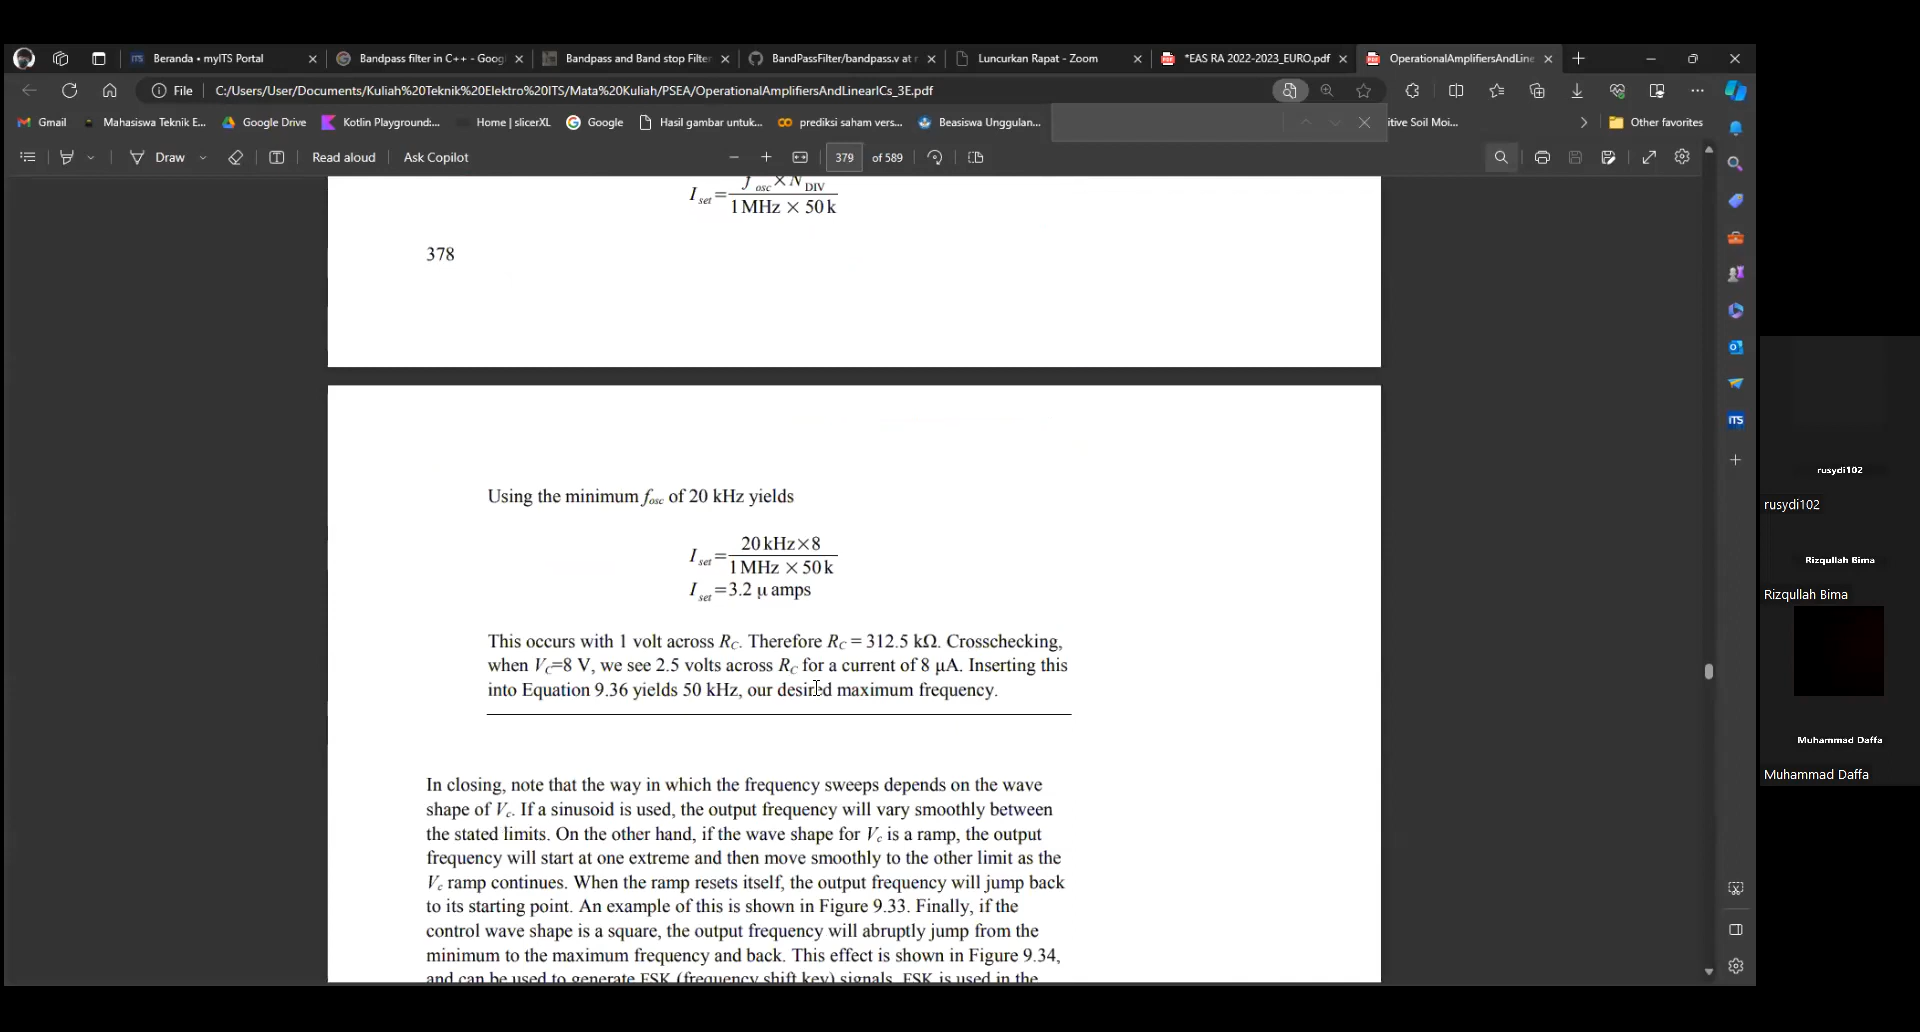 Beranda • myITS Portal
Bandpass filter in C++ - Goog
Bandpass and Band stop Filte
BandPassFilter/bandpass.v at
Luncurkan Rapat - Zoom
*EAS RA 2022-2023_EURO.pdf
OperationalAmplifiersAndLine
File
C:/Users/User/Documents/Kuliah%20Teknik%20Elektro%20ITS/Mata%20Kuliah/PSEA/OperationalAmplifiersAndLinearICs_3E.pdf
Gmail
Mahasiswa Teknik E...
Google Drive
Kotlin Playground:...
Home | slicerXL
Google
Hasil gambar untuk...
prediksi saham vers...
Beasiswa Unggulan...
itive Soil Moi...
Other favorites
Draw
Read aloud
Ask Copilot
379 of 589
I set = f osc × N DIV / 1 MHz × 50 k
378
Using the minimum fosc of 20 kHz yields
I set = 20 kHz×8 / 1 MHz × 50 k
I set =3.2 μ amps
This occurs with 1 volt across RC. Therefore RC = 312.5 kΩ. Crosschecking,
when VC=8 V, we see 2.5 volts across RC for a current of 8 μA. Inserting this
into Equation 9.36 yields 50 kHz, our desired maximum frequency.
In closing, note that the way in which the frequency sweeps depends on the wave
shape of Vc. If a sinusoid is used, the output frequency will vary smoothly between
the stated limits. On the other hand, if the wave shape for Vc is a ramp, the output
frequency will start at one extreme and then move smoothly to the other limit as the
Vc ramp continues. When the ramp resets itself, the output frequency will jump back
to its starting point. An example of this is shown in Figure 9.33. Finally, if the
control wave shape is a square, the output frequency will abruptly jump from the
minimum to the maximum frequency and back. This effect is shown in Figure 9.34,
and can be used to generate FSK (frequency shift key) signals. FSK is used in the
rusydi102
rusydi102
Rizqullah Bima
Rizqullah Bima
Muhammad Daffa
Muhammad Daffa